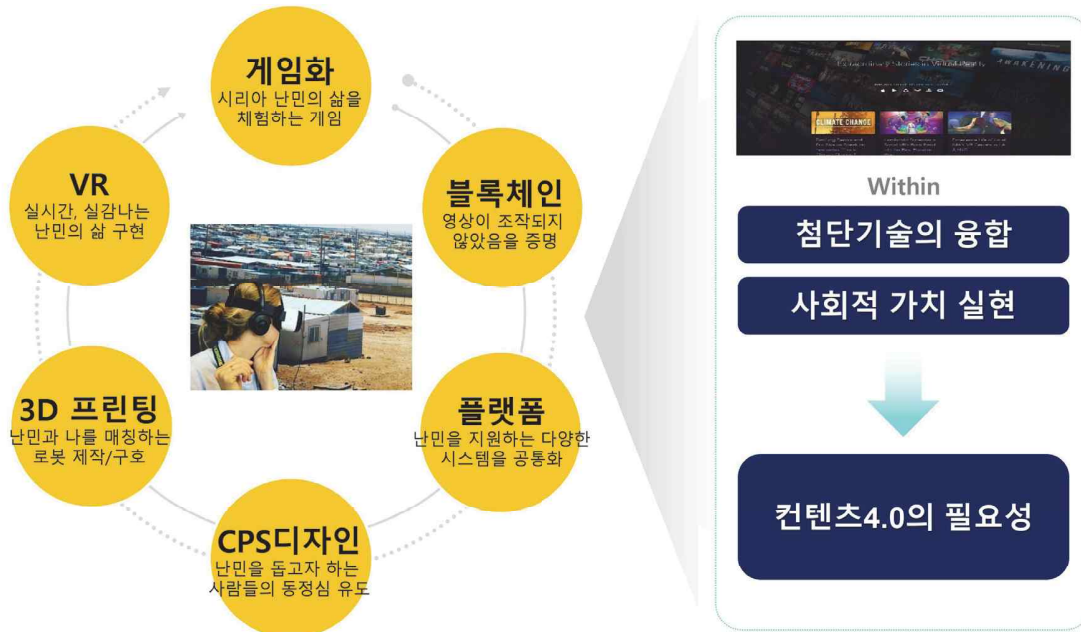 게임화
시리아 난민의 삶을
체험하는 게임
VR
실시간, 실감나는
난민의 삶 구현
블록체인
영상이 조작되지
않았음을 증명
3D 프린팅
난민과 나를 매칭하는
로봇 제작/구호
플랫폼
난민을 지원하는 다양한
시스템을 공통화
CPS디자인
난민을 돕고자 하는
사람들의 동정심 유도
Extraordinary Stories in Virtual Reality
AWAKENING
CLIMATE CHANGE
Within
첨단기술의 융합
사회적 가치 실현
컨텐츠4.0의 필요성